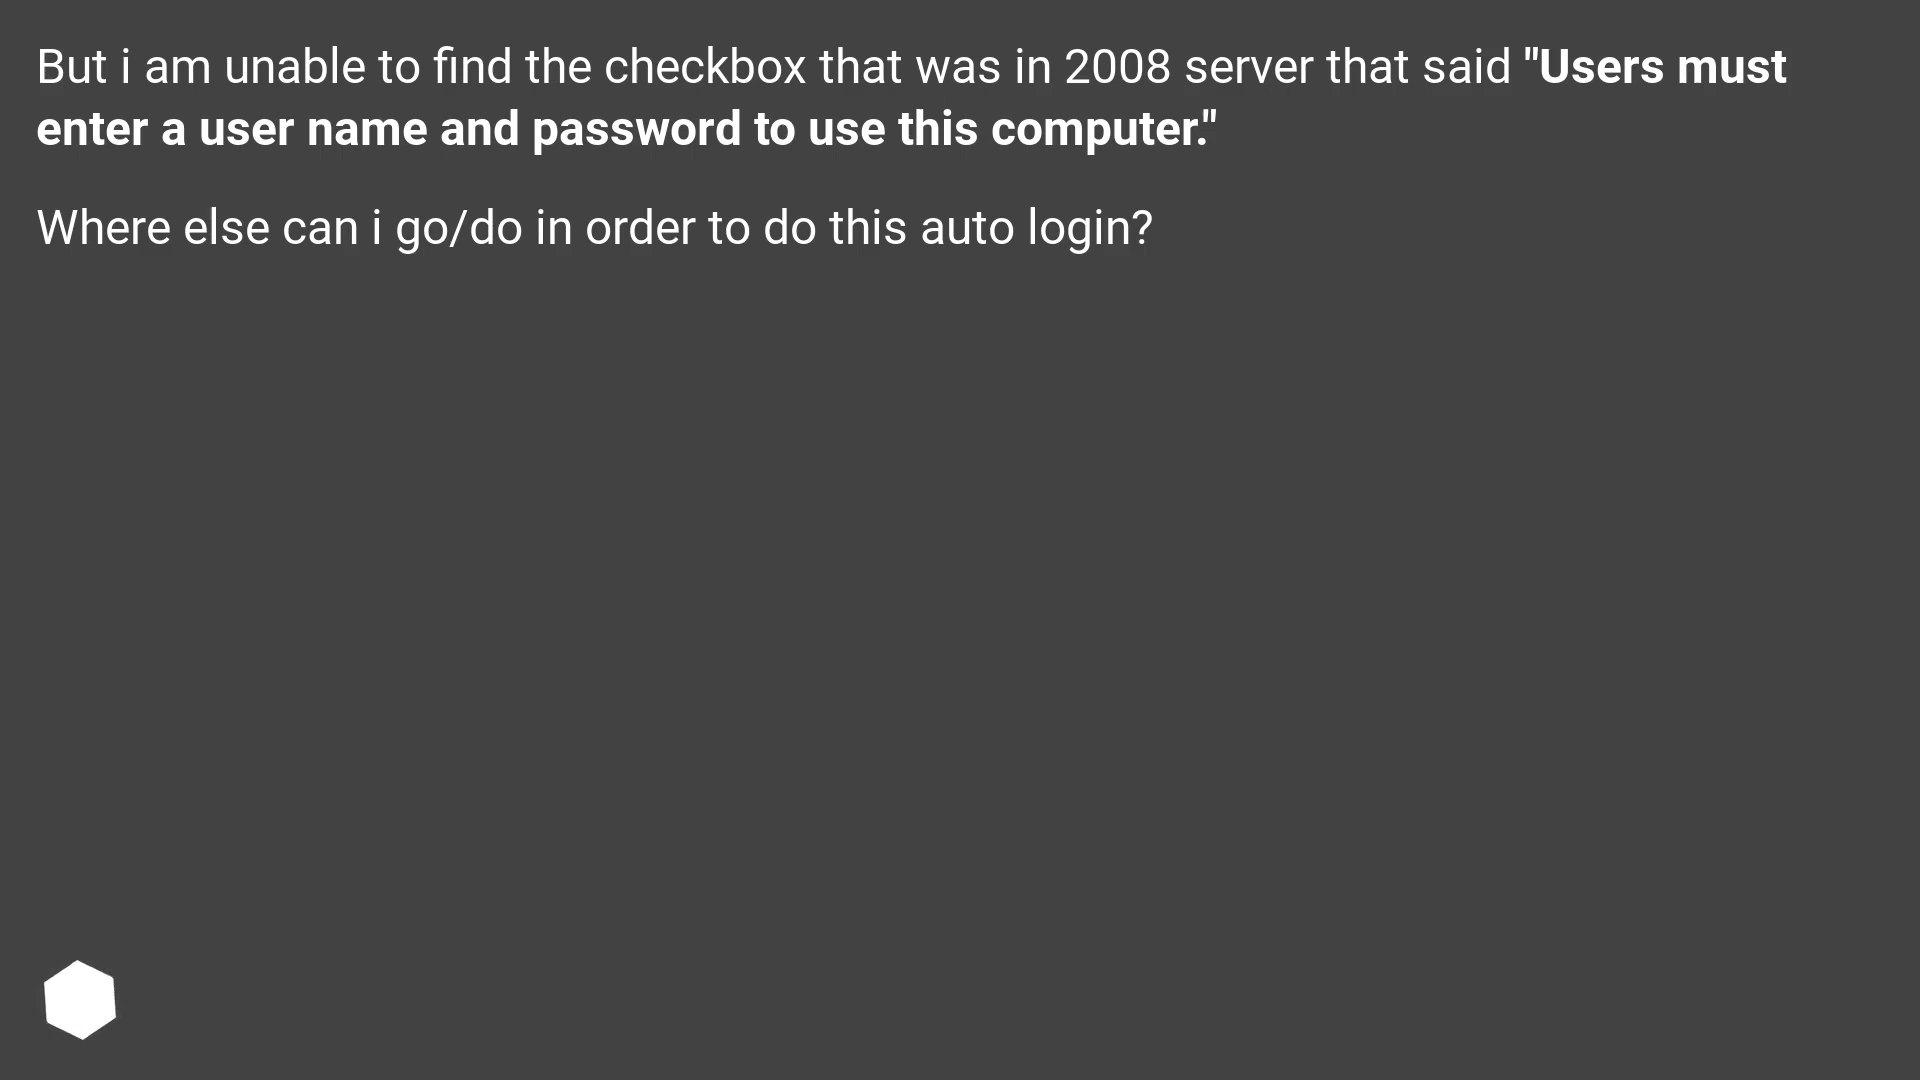 But i am unable to find the checkbox that was in 2008 server that said "Users must
enter a user name and password to use this computer."
Where else can i go/do in order to do this auto login?